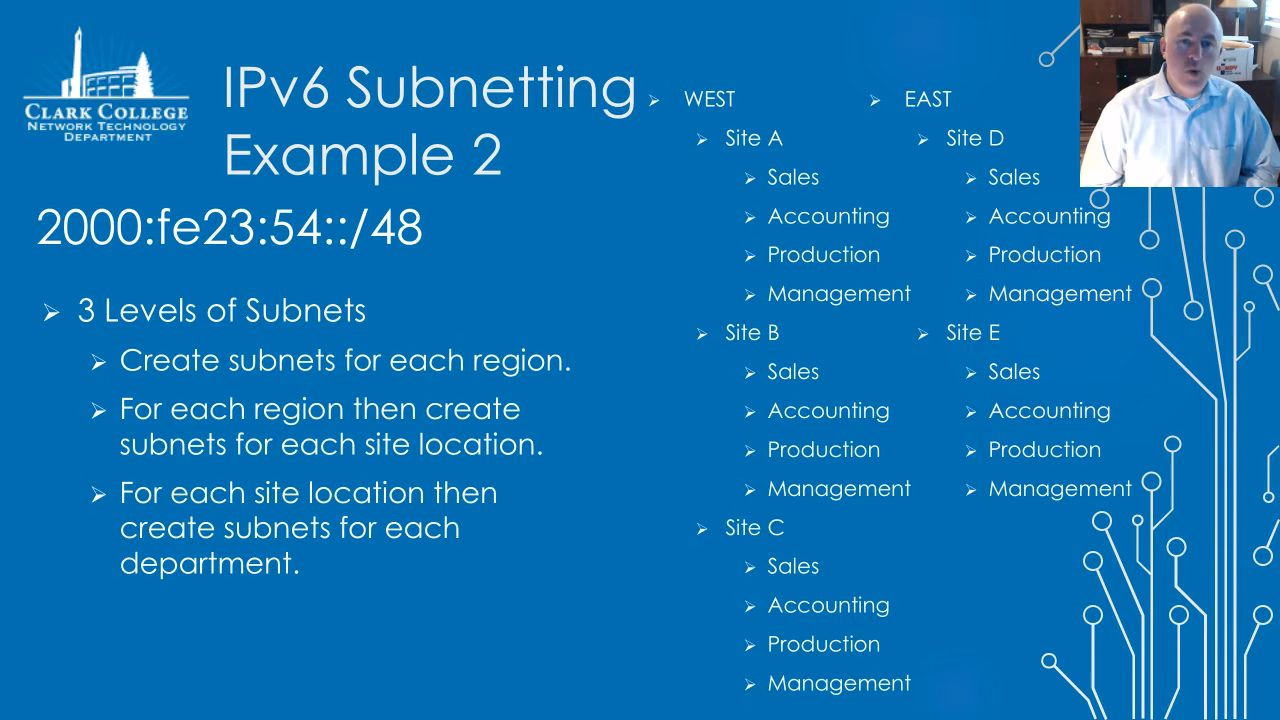 CLARK COLLEGE
NETWORK TECHNOLOGY
DEPARTMENT
IPv6 Subnetting
Example 2
2000:fe23:54::/48
3 Levels of Subnets
Create subnets for each region.
For each region then create
subnets for each site location.
For each site location then
create subnets for each
department.
WEST
Site A
Sales
Accounting
Production
Management
Site B
Sales
Accounting
Production
Management
Site C
Sales
Accounting
Production
Management
EAST
Site D
Sales
Accounting
Production
Management
Site E
Sales
Accounting
Production
Management